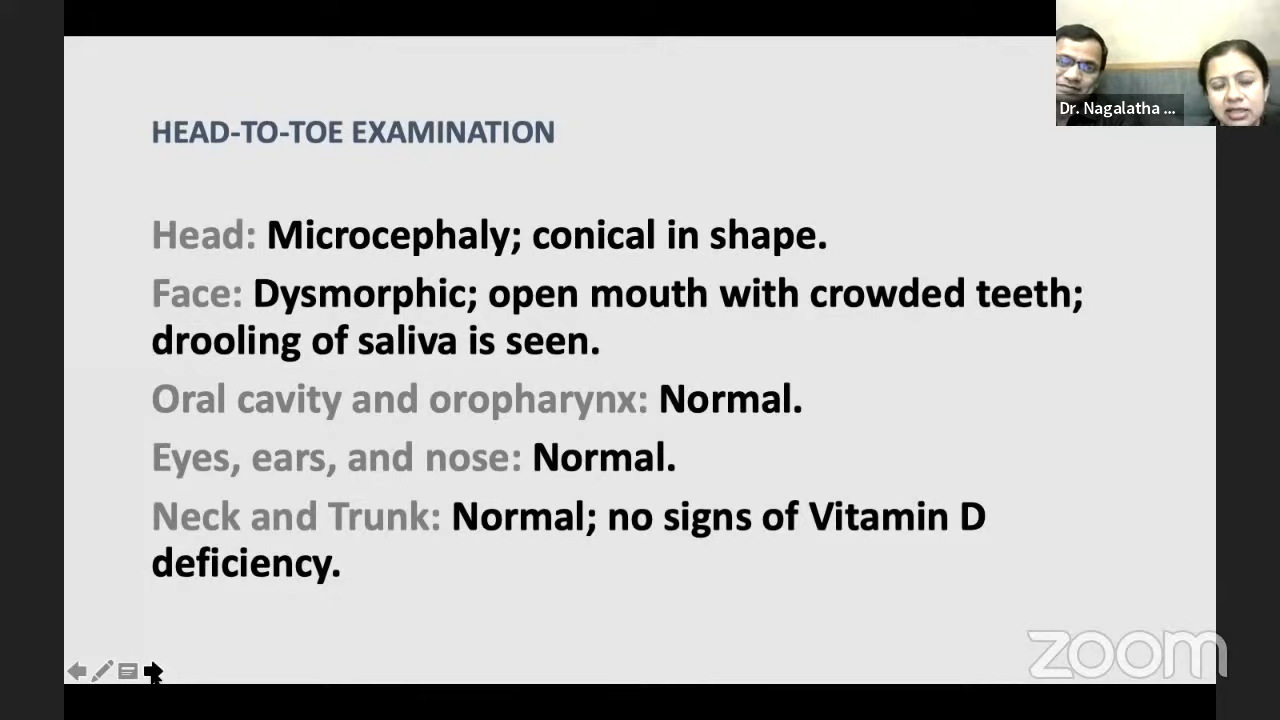 Dr. Nagalatha ...
HEAD-TO-TOE EXAMINATION
Head: Microcephaly; conical in shape.
Face: Dysmorphic; open mouth with crowded teeth;
drooling of saliva is seen.
Oral cavity and oropharynx: Normal.
Eyes, ears, and nose: Normal.
Neck and Trunk: Normal; no signs of Vitamin D
deficiency.
zoom